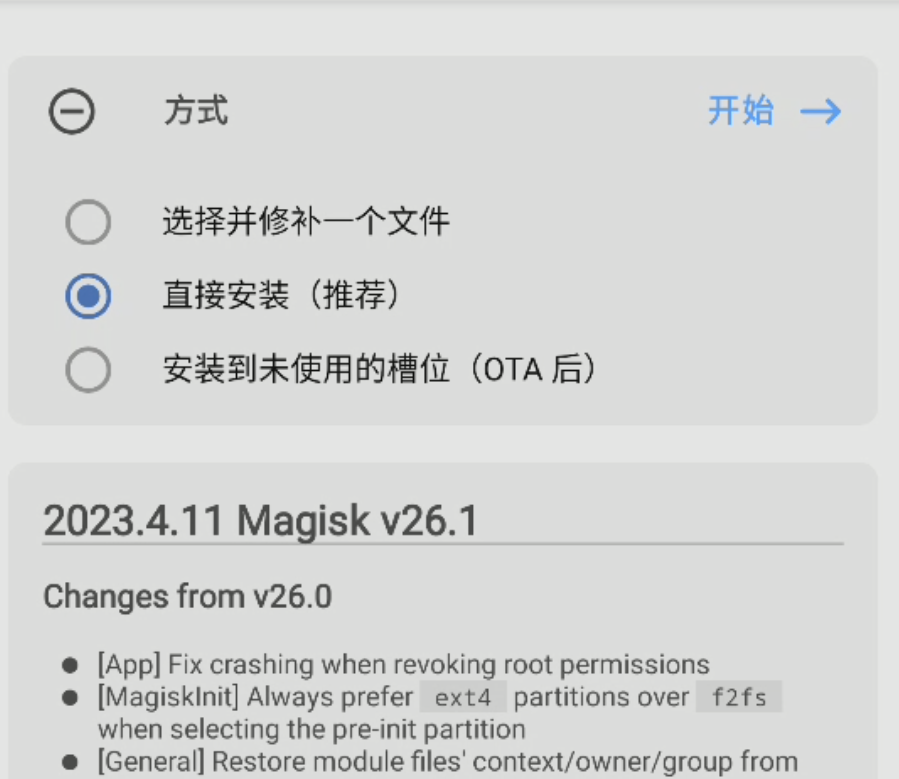 方式
开始 →
选择并修补一个文件
直接安装（推荐）
安装到未使用的槽位（OTA 后）
2023.4.11 Magisk v26.1
Changes from v26.0
● [App] Fix crashing when revoking root permissions
● [MagiskInit] Always prefer ext4 partitions over f2fs
when selecting the pre-init partition
● [General] Restore module files' context/owner/group from